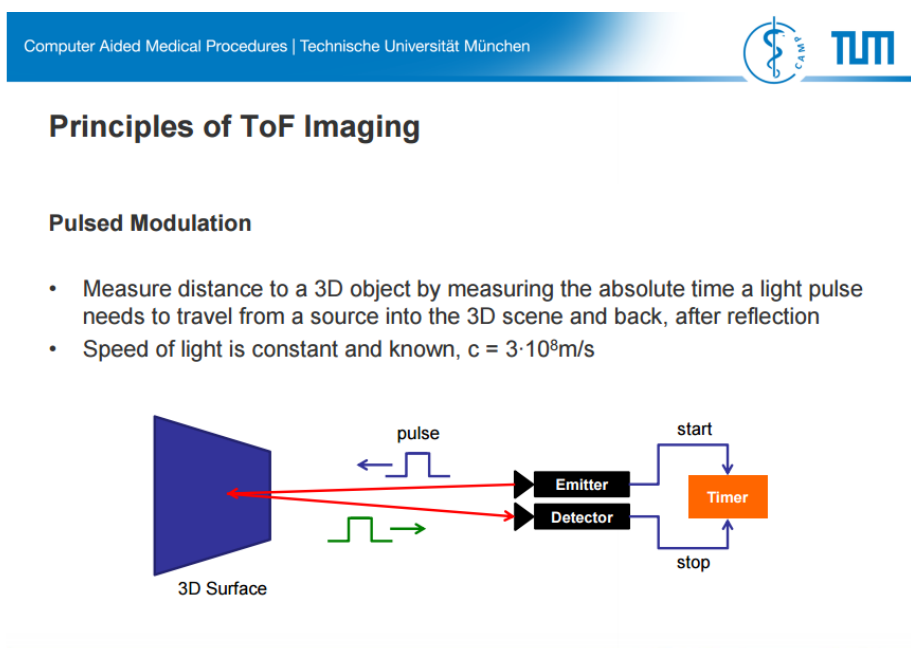 Computer Aided Medical Procedures | Technische Universität München
CAMP
TUM
Principles of ToF Imaging
Pulsed Modulation
• Measure distance to a 3D object by measuring the absolute time a light pulse
needs to travel from a source into the 3D scene and back, after reflection
• Speed of light is constant and known, c = 3·10⁸m/s
pulse
start
Emitter
Timer
Detector
stop
3D Surface